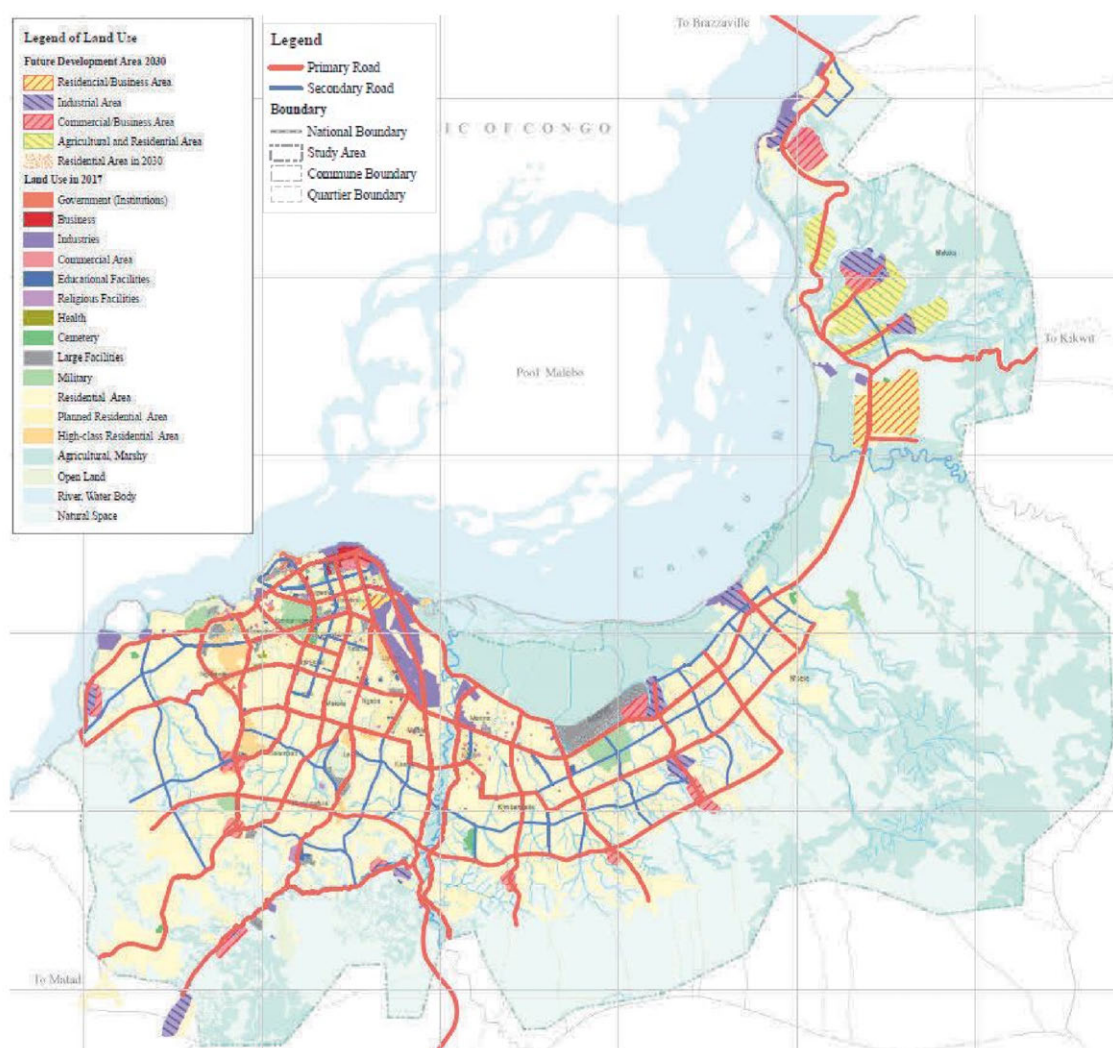 Legend of Land Use
Future Development Area 2030
Residencial/Business Area
Industrial Area
Commercial/Business Area
Agricultural and Residential Area
Residential Area in 2030
Land Use in 2017
Government (Institutions)
Business
Industries
Commercial Area
Educational Facilities
Religious Facilities
Health
Cemetery
Large Facilities
Military
Residential Area
Planned Residential Area
High-class Residential Area
Agricultural, Marshy
Open Land
River, Water Body
Natural Space
Legend
Primary Road
Secondary Road
Boundary
National Boundary
Study Area
Commune Boundary
Quartier Boundary
To Brazzaville
IC OF CONGO
Maluku
To Kikwit
Pool Malebo
Nsele
Kimbanseke
To Matadi